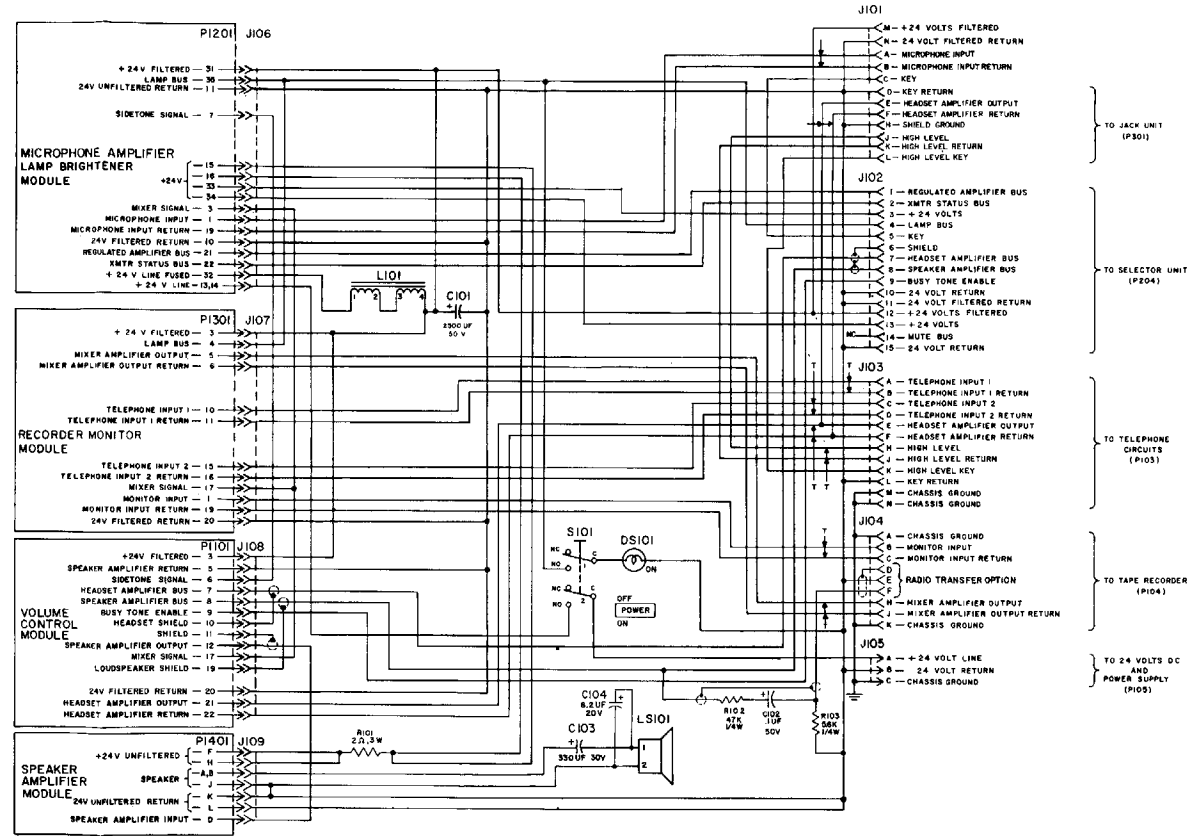 P1201 J106
+24V FILTERED — 31
LAMP BUS — 36
24V UNFILTERED RETURN — 11
SIDETONE SIGNAL — 7
MICROPHONE AMPLIFIER
LAMP BRIGHTENER
MODULE
+24V
15
16
33
34
MIXER SIGNAL — 3
MICROPHONE INPUT — 1
MICROPHONE INPUT RETURN — 19
24V FILTERED RETURN — 10
REGULATED AMPLIFIER BUS — 21
XMTR STATUS BUS — 22
+ 24 V LINE FUSED — 32
+ 24 V LINE — 13,14
L101
1 2 3 4
C101
+
2500 UF
50 V
P1301 J107
+ 24 V FILTERED — 3
LAMP BUS — 4
MIXER AMPLIFIER OUTPUT — 5
MIXER AMPLIFIER OUTPUT RETURN — 6
TELEPHONE INPUT 1 — 10
TELEPHONE INPUT 1 RETURN — 11
RECORDER MONITOR
MODULE
TELEPHONE INPUT 2 — 15
TELEPHONE INPUT 2 RETURN — 16
MIXER SIGNAL — 17
MONITOR INPUT — 1
MONITOR INPUT RETURN — 19
24V FILTERED RETURN — 20
P1101 J108
+24V FILTERED — 3
SPEAKER AMPLIFIER RETURN — 5
SIDETONE SIGNAL — 6
HEADSET AMPLIFIER BUS — 7
SPEAKER AMPLIFIER BUS — 8
BUSY TONE ENABLE — 9
HEADSET SHIELD — 10
SHIELD — 11
SPEAKER AMPLIFIER OUTPUT — 12
MIXER SIGNAL — 17
LOUDSPEAKER SHIELD — 19
VOLUME
CONTROL
MODULE
24V FILTERED RETURN — 20
HEADSET AMPLIFIER OUTPUT — 21
HEADSET AMPLIFIER RETURN — 22
P1401 J109
+24V UNFILTERED
F
H
SPEAKER
A,B
J
24V UNFILTERED RETURN
K
L
SPEAKER AMPLIFIER INPUT — D
SPEAKER
AMPLIFIER
MODULE
R101
2Ω, 3W
S101
NC
NO
C
1
NC
NO
C
2
DS101
ON
OFF
POWER
ON
C104
6.2UF
20V
+
C103
+
330UF 30V
LS101
1
2
R102
47K
1/4W
+
C102
.1UF
50V
R103
5.6K
1/4W
J101
M — +24 VOLTS FILTERED
N — 24 VOLT FILTERED RETURN
A — MICROPHONE INPUT
B — MICROPHONE INPUT RETURN
C — KEY
D — KEY RETURN
E — HEADSET AMPLIFIER OUTPUT
F — HEADSET AMPLIFIER RETURN
H — SHIELD GROUND
J — HIGH LEVEL
K — HIGH LEVEL RETURN
L — HIGH LEVEL KEY
TO JACK UNIT
(P301)
J102
1 — REGULATED AMPLIFIER BUS
2 — XMTR STATUS BUS
3 — +24 VOLTS
4 — LAMP BUS
5 — KEY
6 — SHIELD
7 — HEADSET AMPLIFIER BUS
8 — SPEAKER AMPLIFIER BUS
9 — BUSY TONE ENABLE
10 — 24 VOLT RETURN
11 — 24 VOLT FILTERED RETURN
12 — +24 VOLTS FILTERED
13 — +24 VOLTS
NC
14 — MUTE BUS
15 — 24 VOLT RETURN
TO SELECTOR UNIT
(P204)
J103
T T
A — TELEPHONE INPUT 1
B — TELEPHONE INPUT 1 RETURN
C — TELEPHONE INPUT 2
D — TELEPHONE INPUT 2 RETURN
E — HEADSET AMPLIFIER OUTPUT
F — HEADSET AMPLIFIER RETURN
H — HIGH LEVEL
J — HIGH LEVEL RETURN
K — HIGH LEVEL KEY
L — KEY RETURN
M — CHASSIS GROUND
N — CHASSIS GROUND
T T
TO TELEPHONE
CIRCUITS
(P103)
J104
T
A — CHASSIS GROUND
B — MONITOR INPUT
C — MONITOR INPUT RETURN
D
E
F
RADIO TRANSFER OPTION
H — MIXER AMPLIFIER OUTPUT
J — MIXER AMPLIFIER OUTPUT RETURN
K — CHASSIS GROUND
T
TO TAPE RECORDER
(P104)
J105
A — + 24 VOLT LINE
B — 24 VOLT RETURN
C — CHASSIS GROUND
TO 24 VOLTS DC
AND
POWER SUPPLY
(P105)